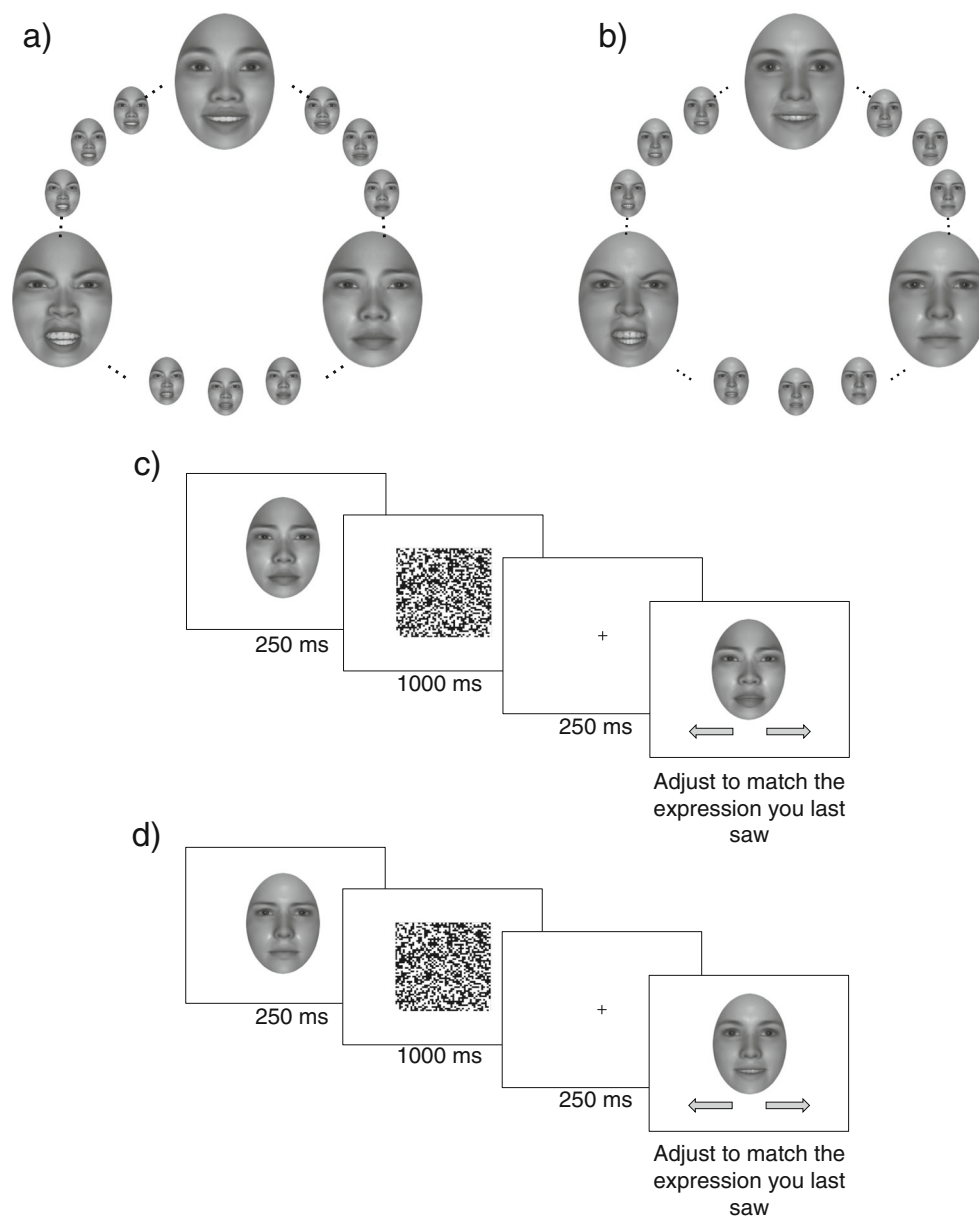 a)
b)
c)
250 ms
1000 ms
250 ms
Adjust to match the
expression you last
saw
d)
250 ms
1000 ms
250 ms
Adjust to match the
expression you last
saw